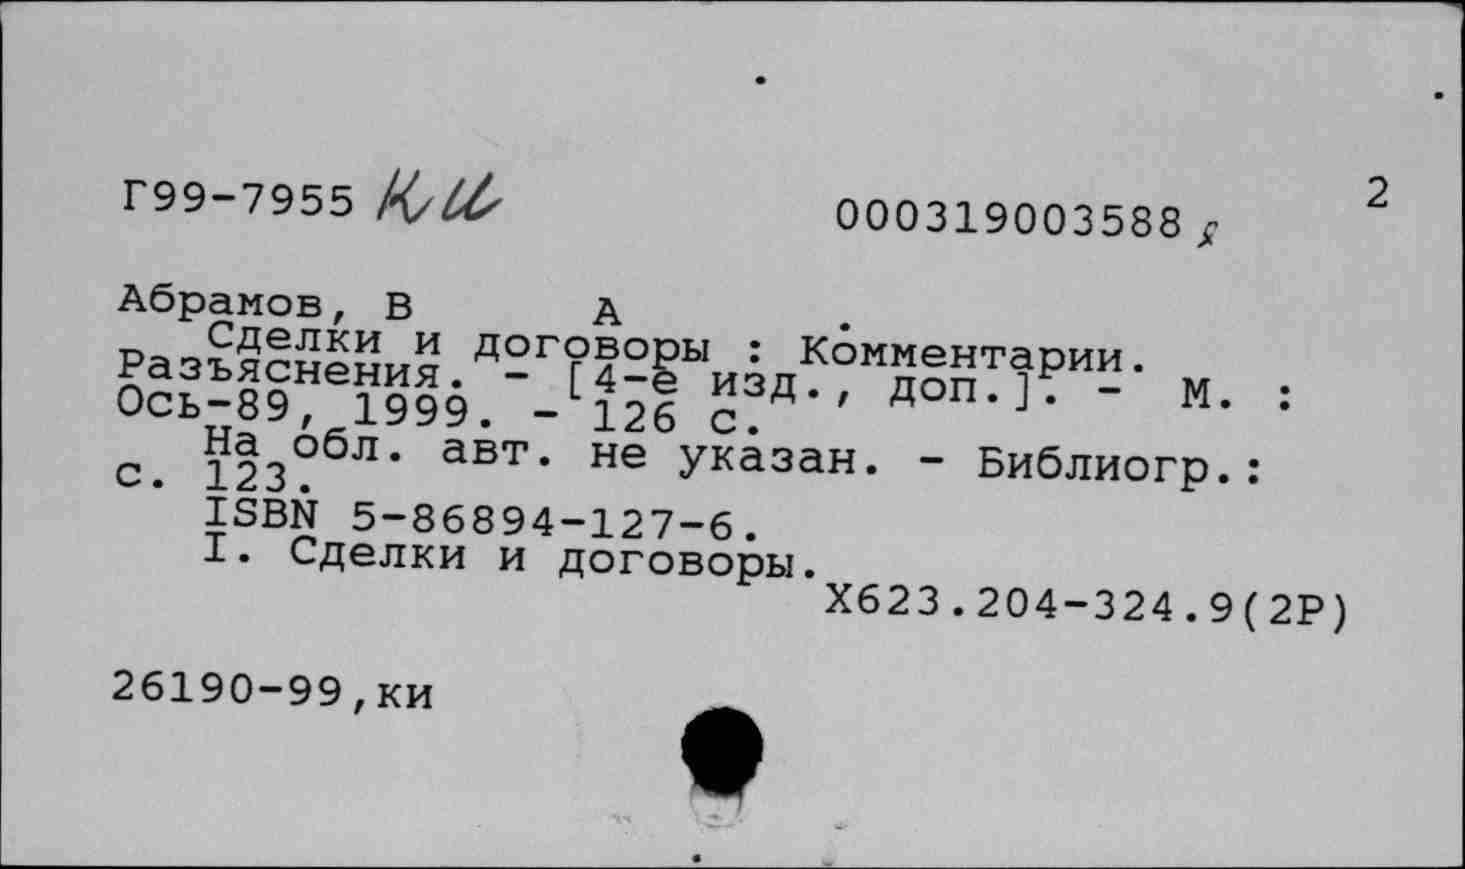 Г99-7955 Ки 000319003588 2
Абрамов, В А .
Сделки и договоры : Комментарии.
Разъяснения. - [4-е изд., доп.]. - М. :
Ось-89, 1999. - 126 с.
На обл. авт. не указан. - Библиогр.:
с. 123.
ISBN 5-86894-127-6.
I. Сделки и договоры.
Х623.204-324.9(2Р)
26190-99,ки